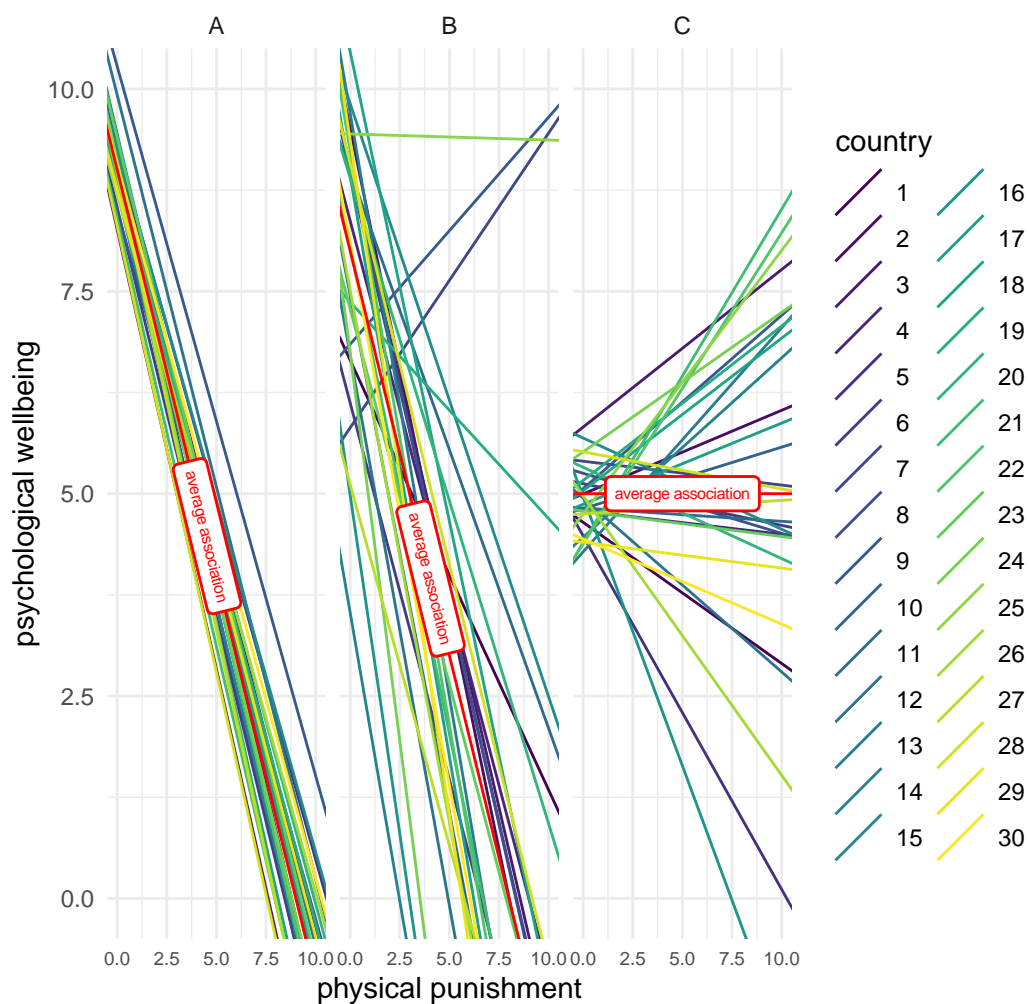 A B C
10.0
7.5
5.0
2.5
0.0
psychological wellbeing
average association
average association
average association
0.0 2.5 5.0 7.5 10.0
0.0 2.5 5.0 7.5 10.0
0.0 2.5 5.0 7.5 10.0
physical punishment
country
1 16
2 17
3 18
4 19
5 20
6 21
7 22
8 23
9 24
10 25
11 26
12 27
13 28
14 29
15 30